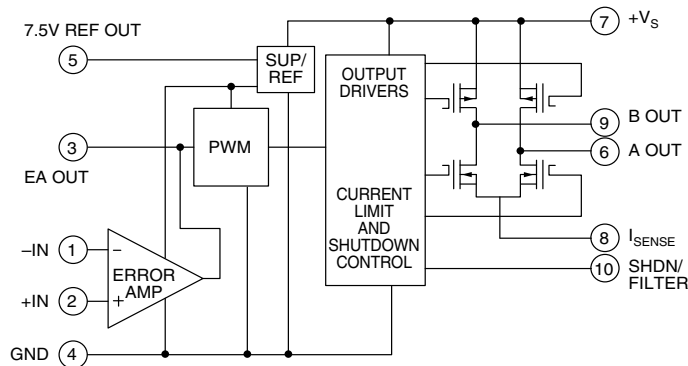 7.5V REF OUT
5
SUP/
REF
7
+VS
OUTPUT
DRIVERS
3
EA OUT
PWM
9
B OUT
6
A OUT
CURRENT
LIMIT
AND
SHUTDOWN
CONTROL
8
ISENSE
10
SHDN/
FILTER
–IN
1
–
ERROR
AMP
+IN
2
+
GND
4